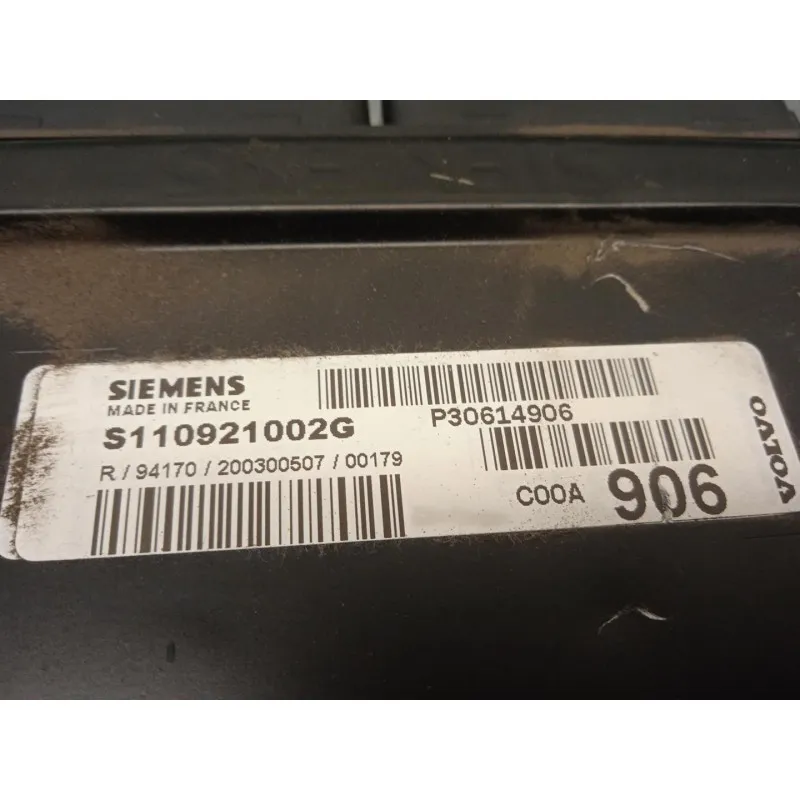 SIEMENS
MADE IN FRANCE
S110921002G
R / 94170 / 200300507 / 00179
P30614906
C00A 906
VOLVO